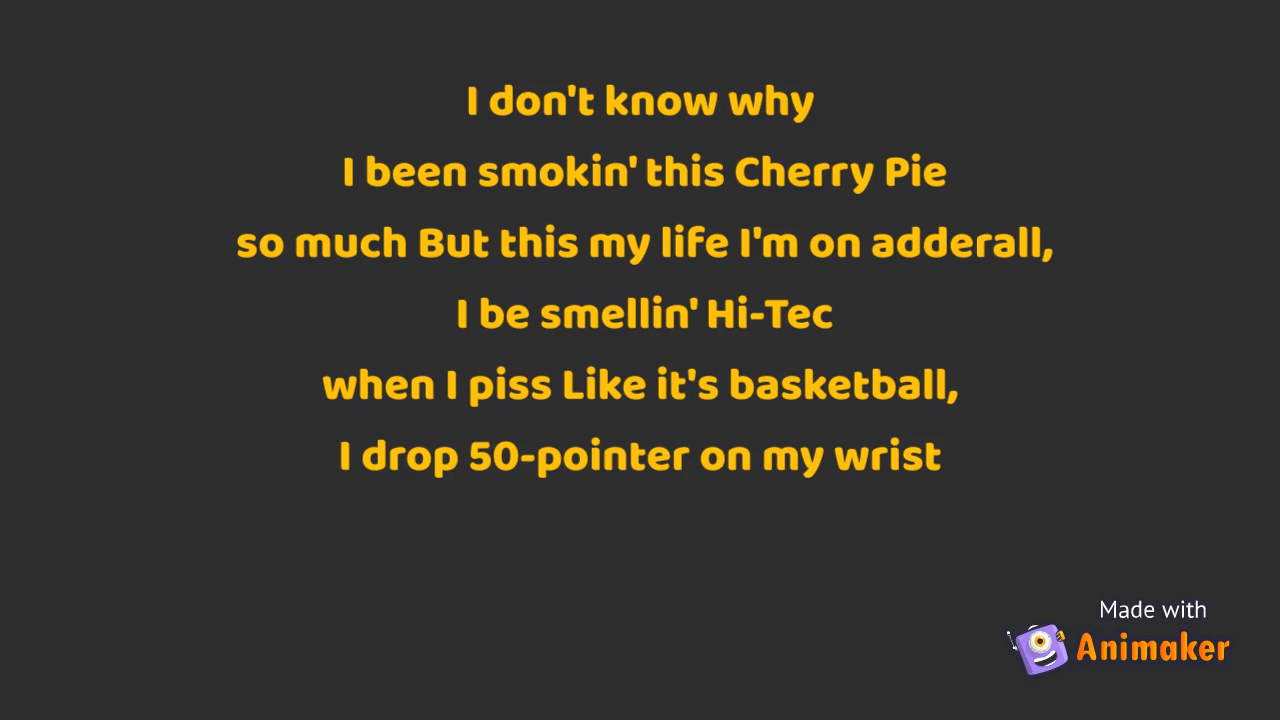 I don't know why
I been smokin' this Cherry Pie
so much But this my life I'm on adderall,
I be smellin' Hi-Tec
when I piss Like it's basketball,
I drop 50-pointer on my wrist
Made with
Animaker